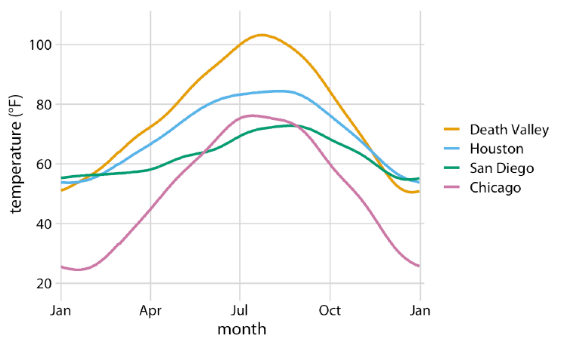 100
80
60
40
20
temperature (°F)
Jan Apr Jul Oct Jan
month
Death Valley
Houston
San Diego
Chicago